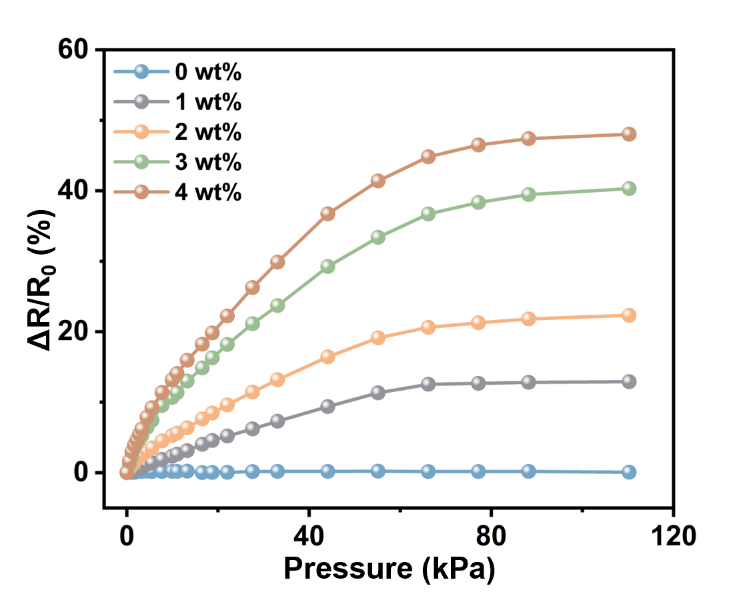 60
40
20
0
ΔR/R₀ (%)
0 wt%
1 wt%
2 wt%
3 wt%
4 wt%
0 40 80 120
Pressure (kPa)